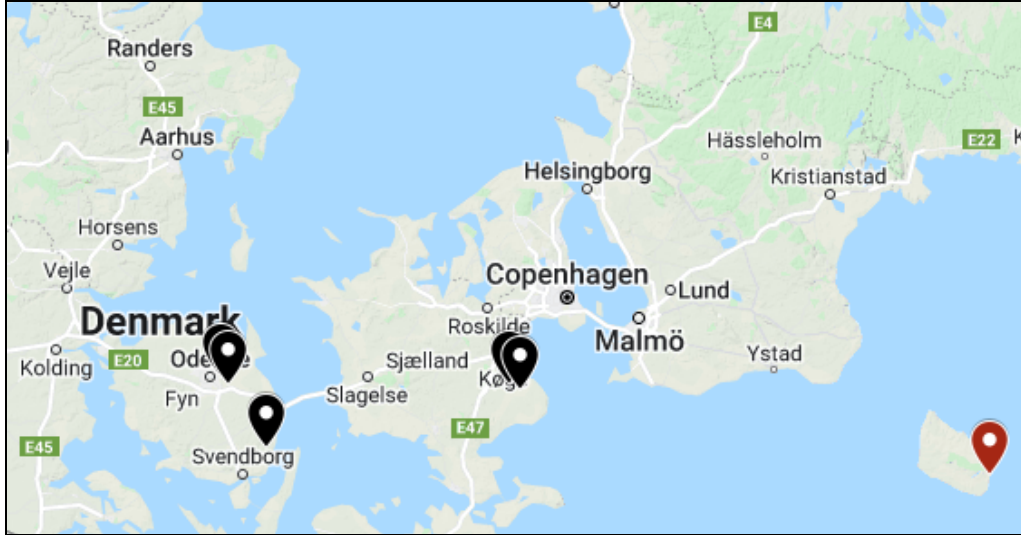 E4
Randers
E45
Aarhus
Hässleholm
E22
Helsingborg
Kristianstad
Horsens
Vejle
Copenhagen
Lund
Denmark
Roskilde
Malmö
Kolding
E20
Sjælland
Ystad
Slagelse
Fyn
E47
E45
Svendborg